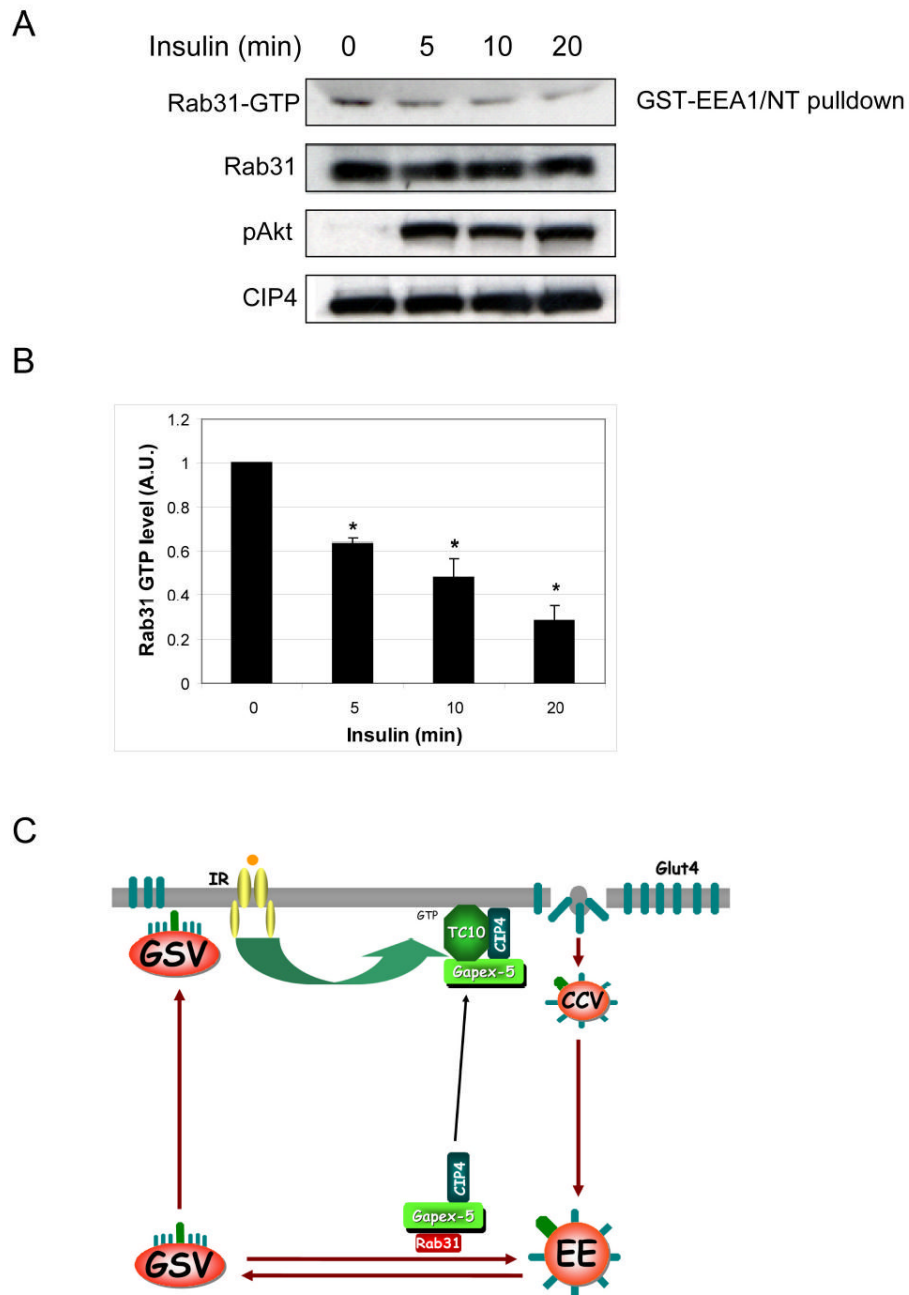 A
Insulin (min) 0 5 10 20
Rab31-GTP
GST-EEA1/NT pulldown
Rab31
pAkt
CIP4
B
1.2
1
0.8
0.6
0.4
0.2
0
Rab31 GTP level (A.U.)
* * *
0 5 10 20
Insulin (min)
C
IR
Glut4
GTP
TC10
CIP4
Gapex-5
GSV
CCV
CIP4
Gapex-5
Rab31
GSV
EE